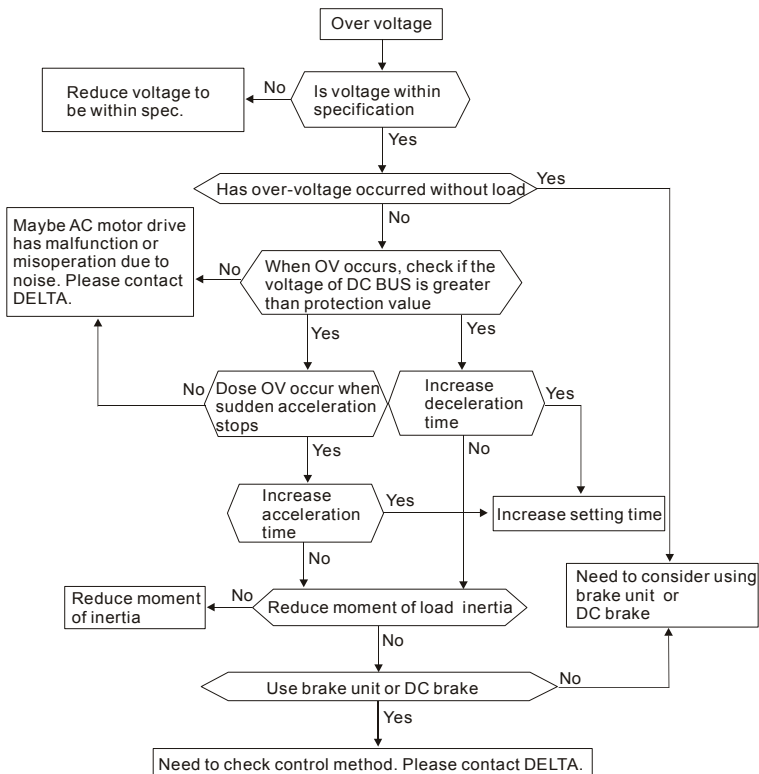 Over voltage
Reduce voltage to
be within spec.
No
Is voltage within
specification
Yes
Has over-voltage occurred without load
Yes
No
Maybe AC motor drive
has malfunction or
misoperation due to
noise. Please contact
DELTA.
No
When OV occurs, check if the
voltage of DC BUS is greater
than protection value
Yes
Yes
No
Dose OV occur when
sudden acceleration
stops
Increase
deceleration
time
Yes
Yes
No
Increase
acceleration
time
Yes
Increase setting time
No
Need to consider using
brake unit or
DC brake
Reduce moment
of inertia
No
Reduce moment of load inertia
No
Use brake unit or DC brake
No
Yes
Need to check control method. Please contact DELTA.